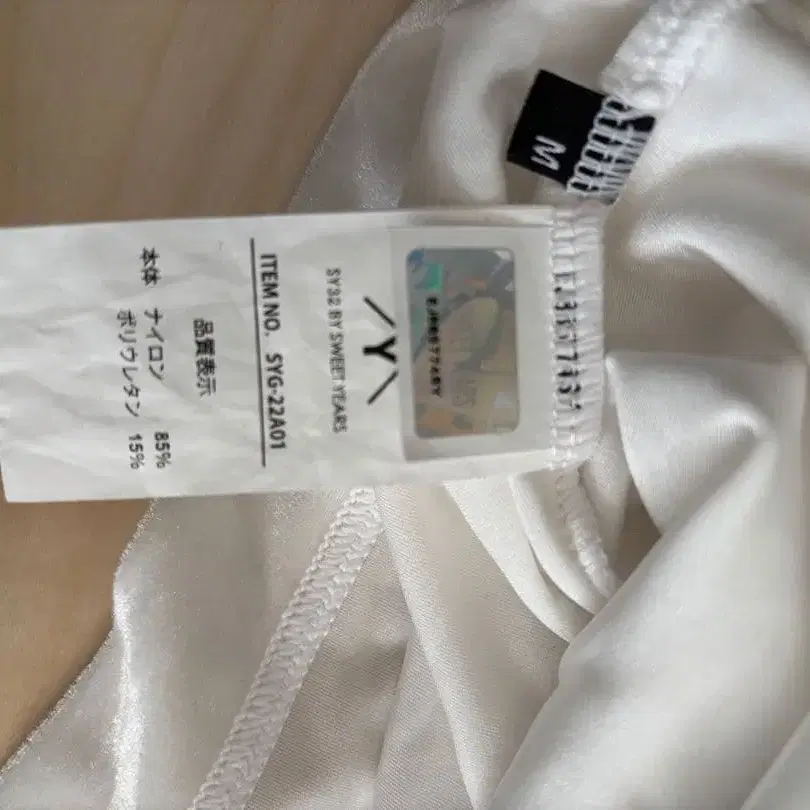 M
\Y/
SY32 BY SWEET YEARS
ITEM NO. SYG-22A01
品質表示
本体 ナイロン 85%
ポリウレタン 15%